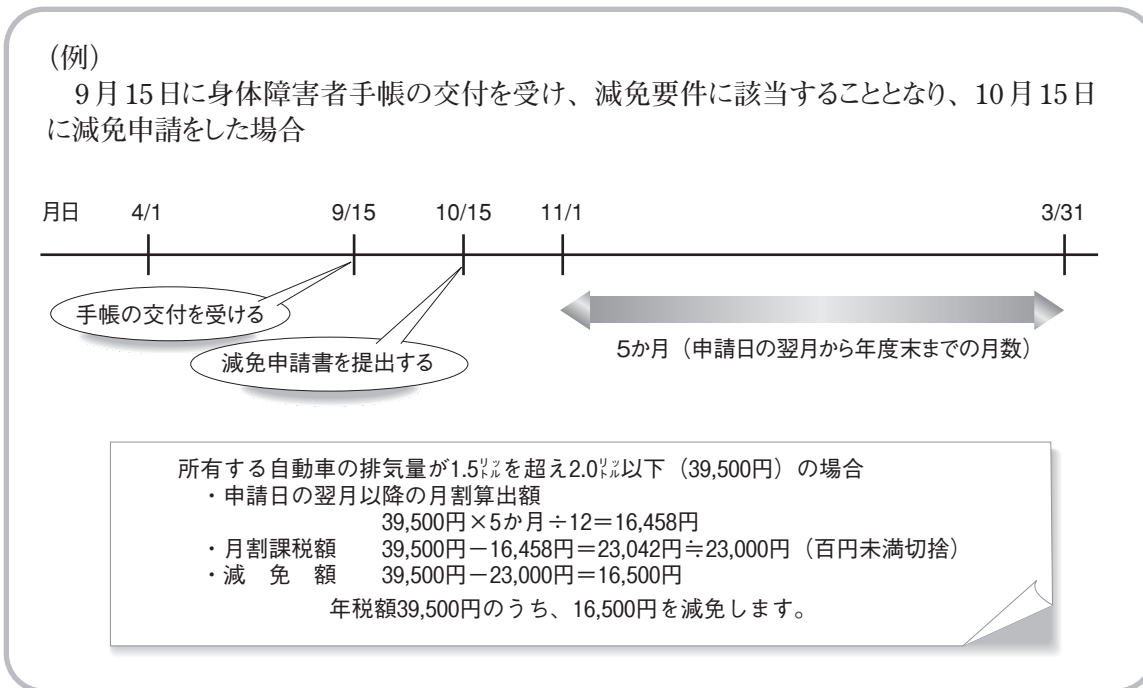 (例)
9月15日に身体障害者手帳の交付を受け、減免要件に該当することとなり、10月15日
に減免申請をした場合
月日 4/1 9/15 10/15 11/1 3/31
手帳の交付を受ける
減免申請書を提出する
5か月（申請日の翌月から年度末までの月数）
所有する自動車の排気量が1.5リットルを超え2.0リットル以下（39,500円）の場合
・申請日の翌月以降の月割算出額
39,500円×5か月÷12＝16,458円
・月割課税額 39,500円－16,458円＝23,042円≒23,000円（百円未満切捨）
・減 免 額 39,500円－23,000円＝16,500円
年税額39,500円のうち、16,500円を減免します。